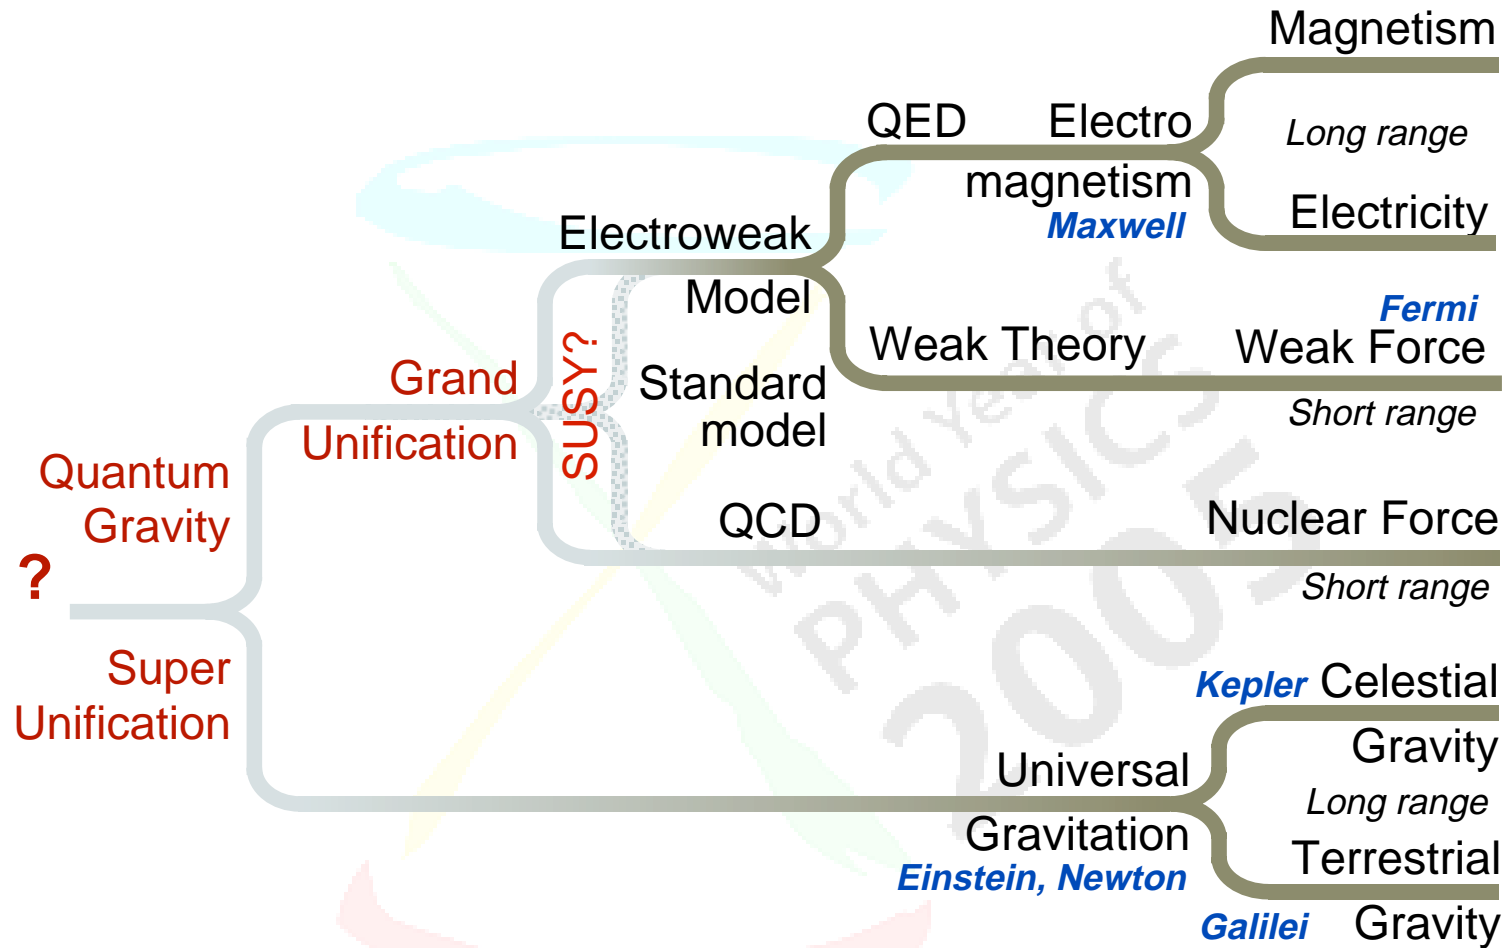 Magnetism
QED Electro
Long range
magnetism
Maxwell
Electricity
Electroweak
Model
Fermi
Weak Theory
Weak Force
Short range
SUSY?
Standard
model
Grand
Unification
Quantum
Gravity
?
QCD
Nuclear Force
Short range
Super
Unification
Kepler Celestial
Gravity
Long range
Universal
Gravitation
Einstein, Newton
Terrestrial
Galilei Gravity
World Year of
PHYSICS
2005